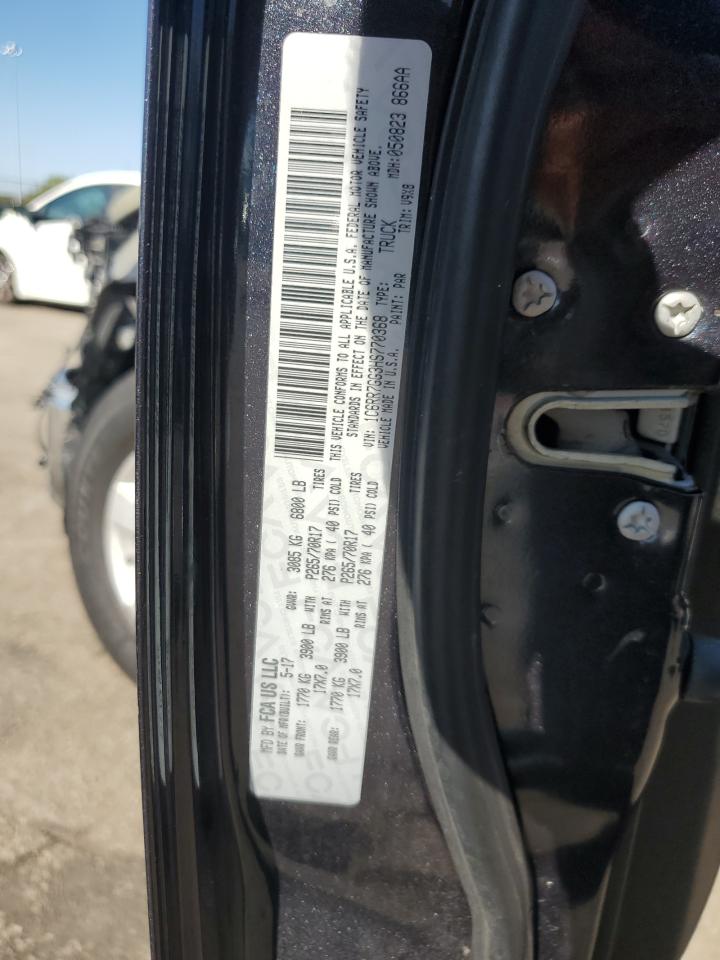 MFD BY FCA US LLC
DATE OF MFR(BUILT): 5-17 GVWR: 3085 KG 6800 LB
GAWR FRONT: 1770 KG 3900 LB WITH P265/70R17 TIRES
17X7.0 RIMS AT 276 KPA ( 40 PSI) COLD
GAWR REAR: 1770 KG 3900 LB WITH P265/70R17 TIRES
17X7.0 RIMS AT 276 KPA ( 40 PSI) COLD
THIS VEHICLE CONFORMS TO ALL APPLICABLE U.S.A. FEDERAL MOTOR VEHICLE SAFETY
STANDARDS IN EFFECT ON THE DATE OF MANUFACTURE SHOWN ABOVE.
VIN: 1C6RR7GG3HS770368 TYPE: TRUCK MDH:050823 866AA
VEHICLE MADE IN U.S.A. PAINT: PAR TRIM: V9X8